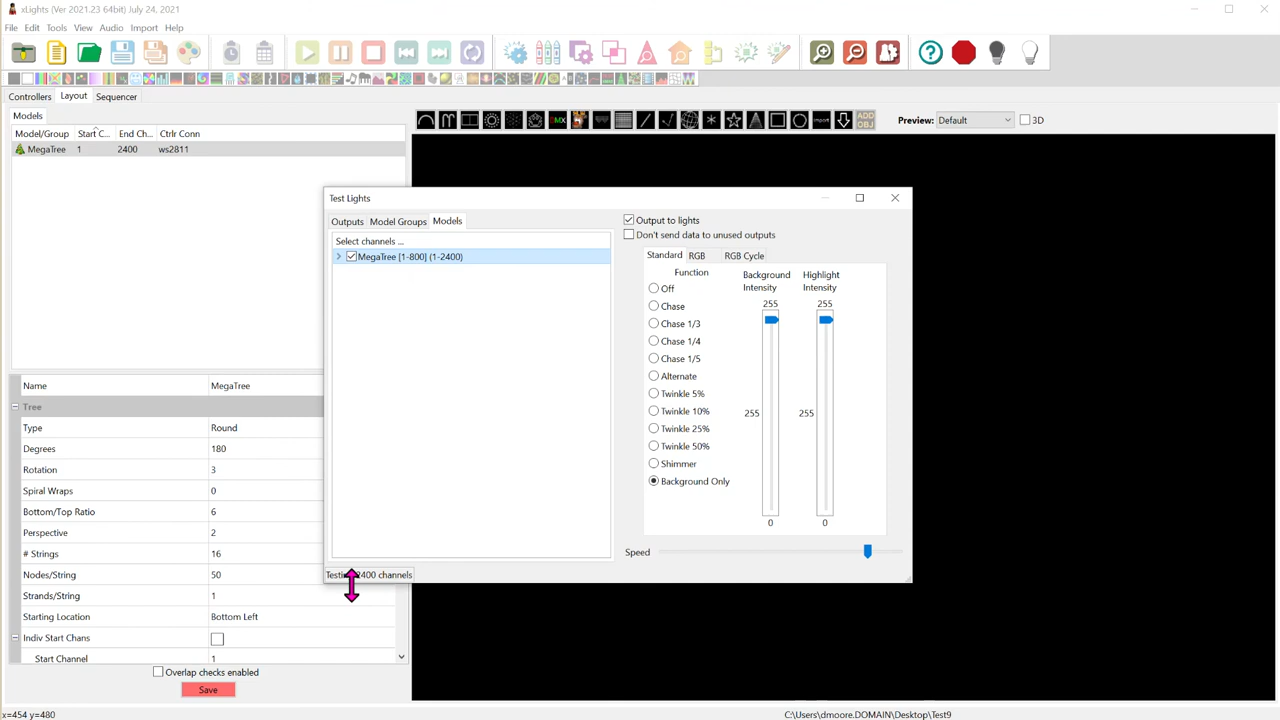 xLights (Ver 2021.23 64bit) July 24, 2021
File Edit Tools View Audio Import Help
Controllers Layout Sequencer
Models
Model/Group Start C... End Ch... Ctrlr Conn
MegaTree 1 2400 ws2811
DMX
import
ADD OBJ
Preview: Default 3D
Test Lights
Outputs Model Groups Models
Select channels ...
MegaTree [1-800] (1-2400)
Output to lights
Don't send data to unused outputs
Standard RGB RGB Cycle
Function
Background Intensity
Highlight Intensity
255 255
Off
Chase
Chase 1/3
Chase 1/4
Chase 1/5
Alternate
Twinkle 5%
Twinkle 10%
255 255
Twinkle 25%
Twinkle 50%
Shimmer
Background Only
0 0
Speed
2400 channels
Name MegaTree
Tree
Type Round
Degrees 180
Rotation 3
Spiral Wraps 0
Bottom/Top Ratio 6
Perspective 2
# Strings 16
Nodes/String 50
Strands/String 1
Starting Location Bottom Left
Indiv Start Chans
Start Channel 1
Overlap checks enabled
Save
x=454 y=480
C:\Users\dmoore.DOMAIN\Desktop\Test9